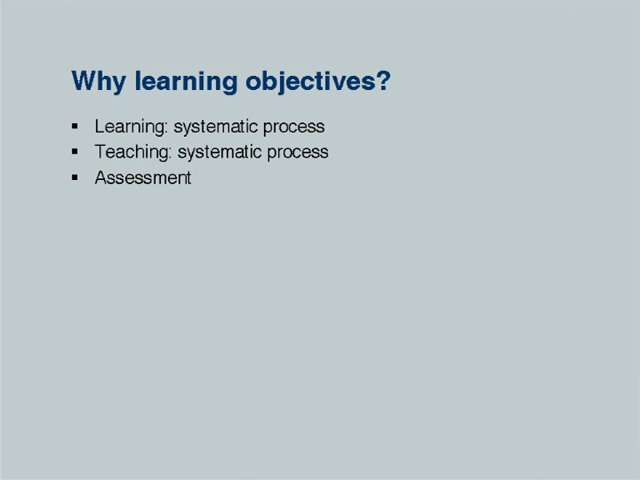 Why learning objectives?
▪ Learning: systematic process
▪ Teaching: systematic process
▪ Assessment